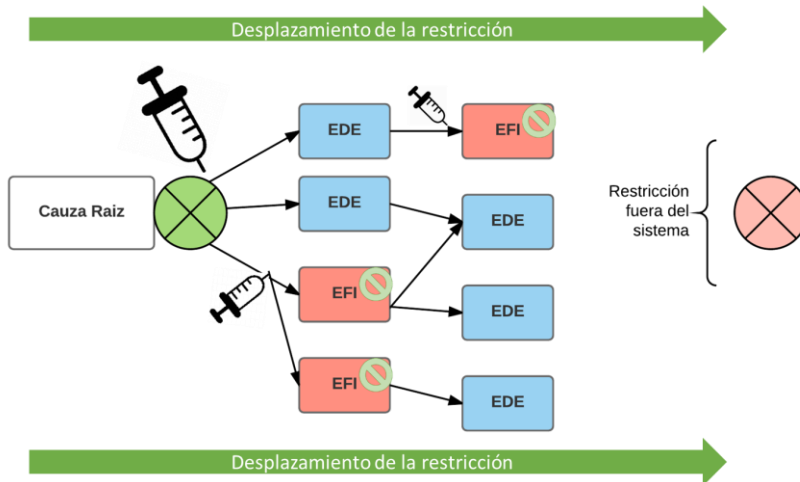 Desplazamiento de la restricción
EDE
EFI
Cauza Raiz
EDE
EDE
Restricción
fuera del
sistema
EFI
EDE
EFI
EDE
Desplazamiento de la restricción